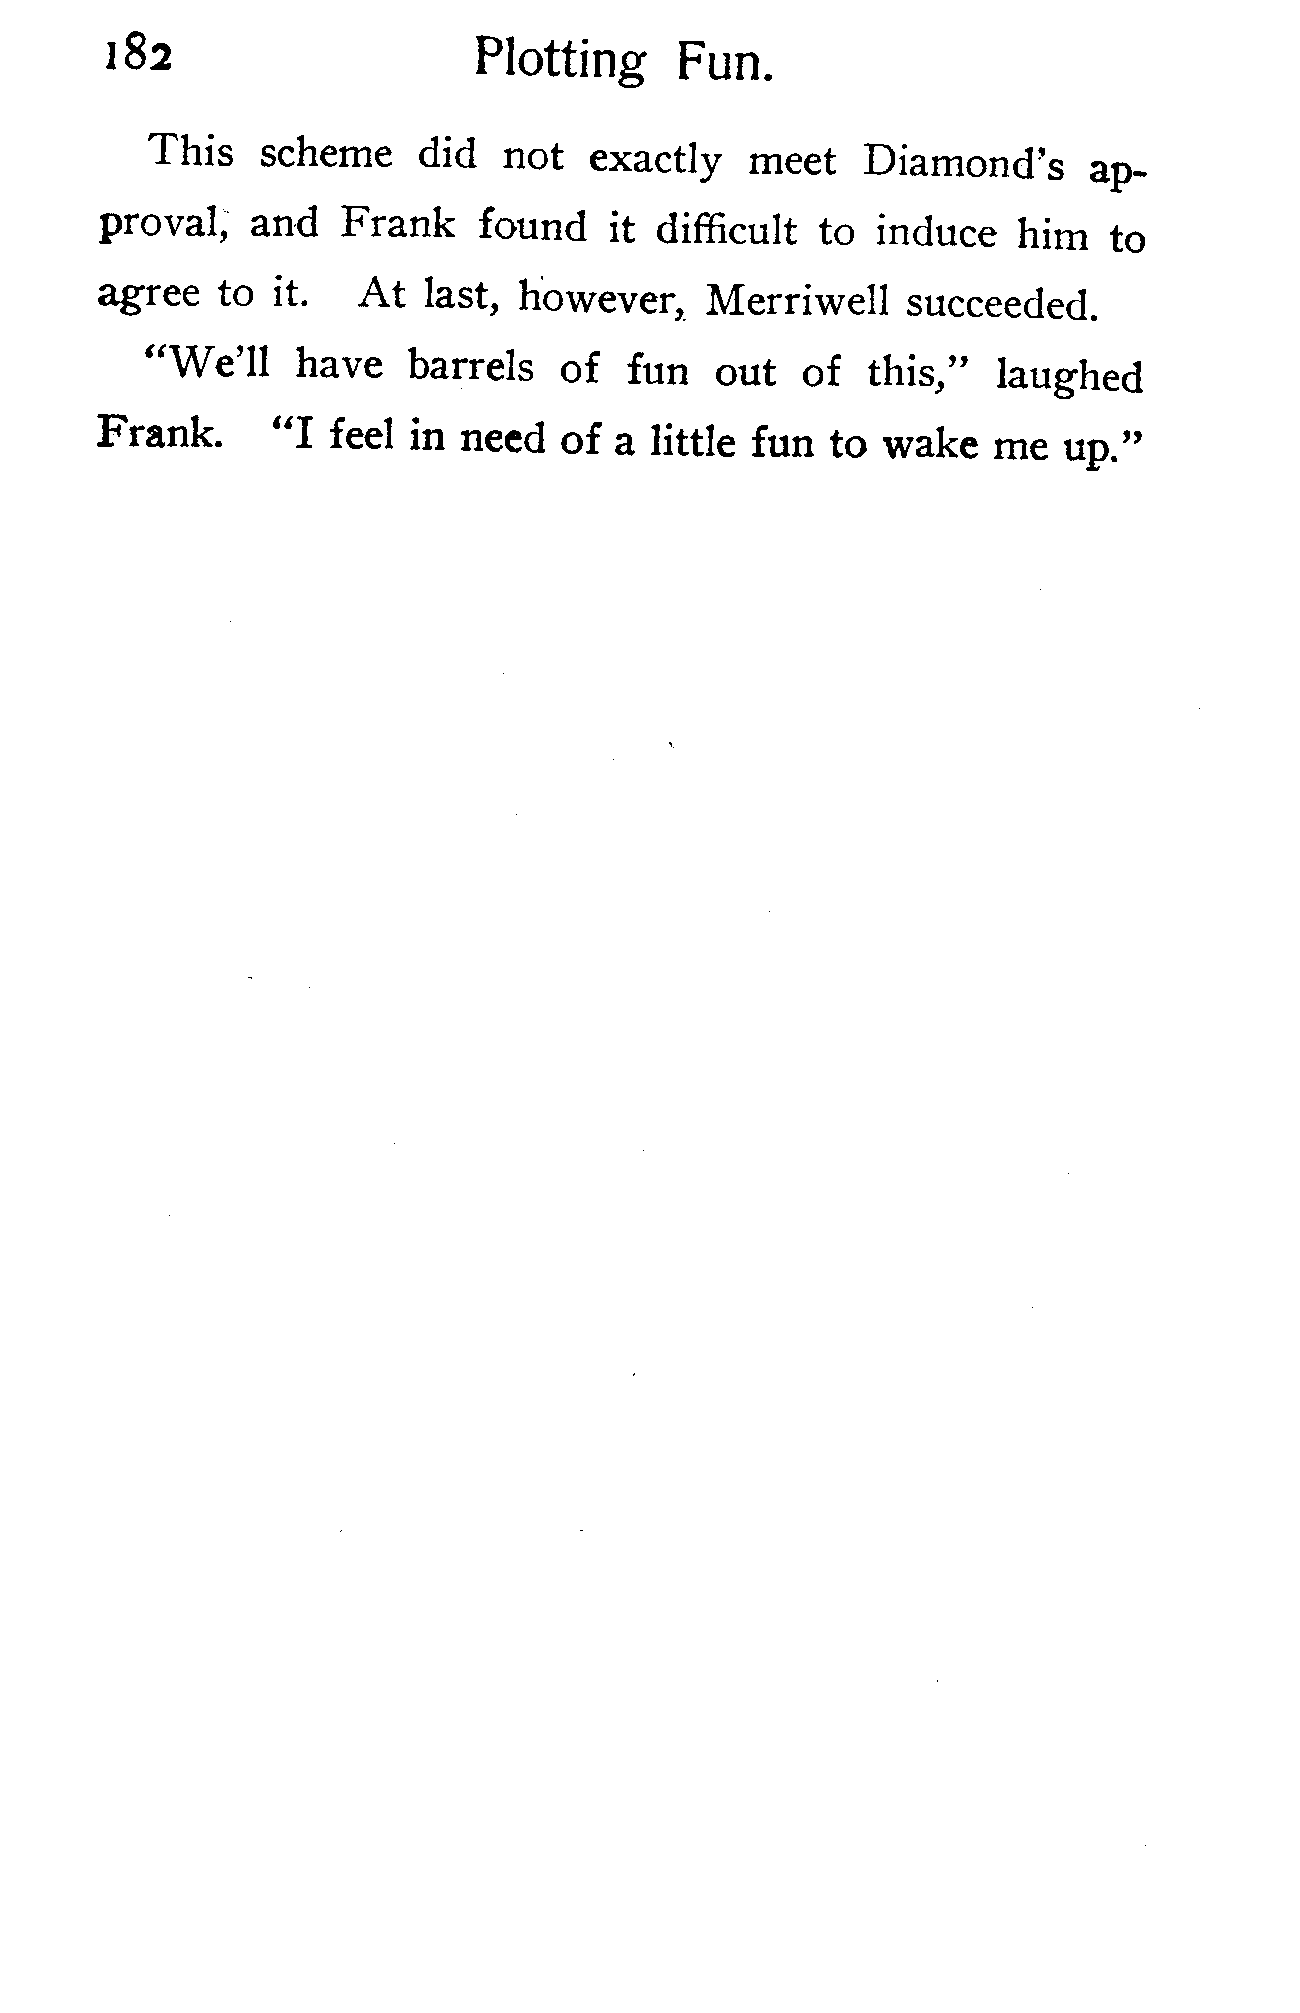 182 Plotting Fun.
This scheme did not exactly meet Diamond's ap-
proval, and Frank found it difficult to induce him to
agree to it. At last, however, Merriwell succeeded.
“We'll have barrels of fun out of this,” laughed
Frank. “I feel in need of a little fun to wake me up.”